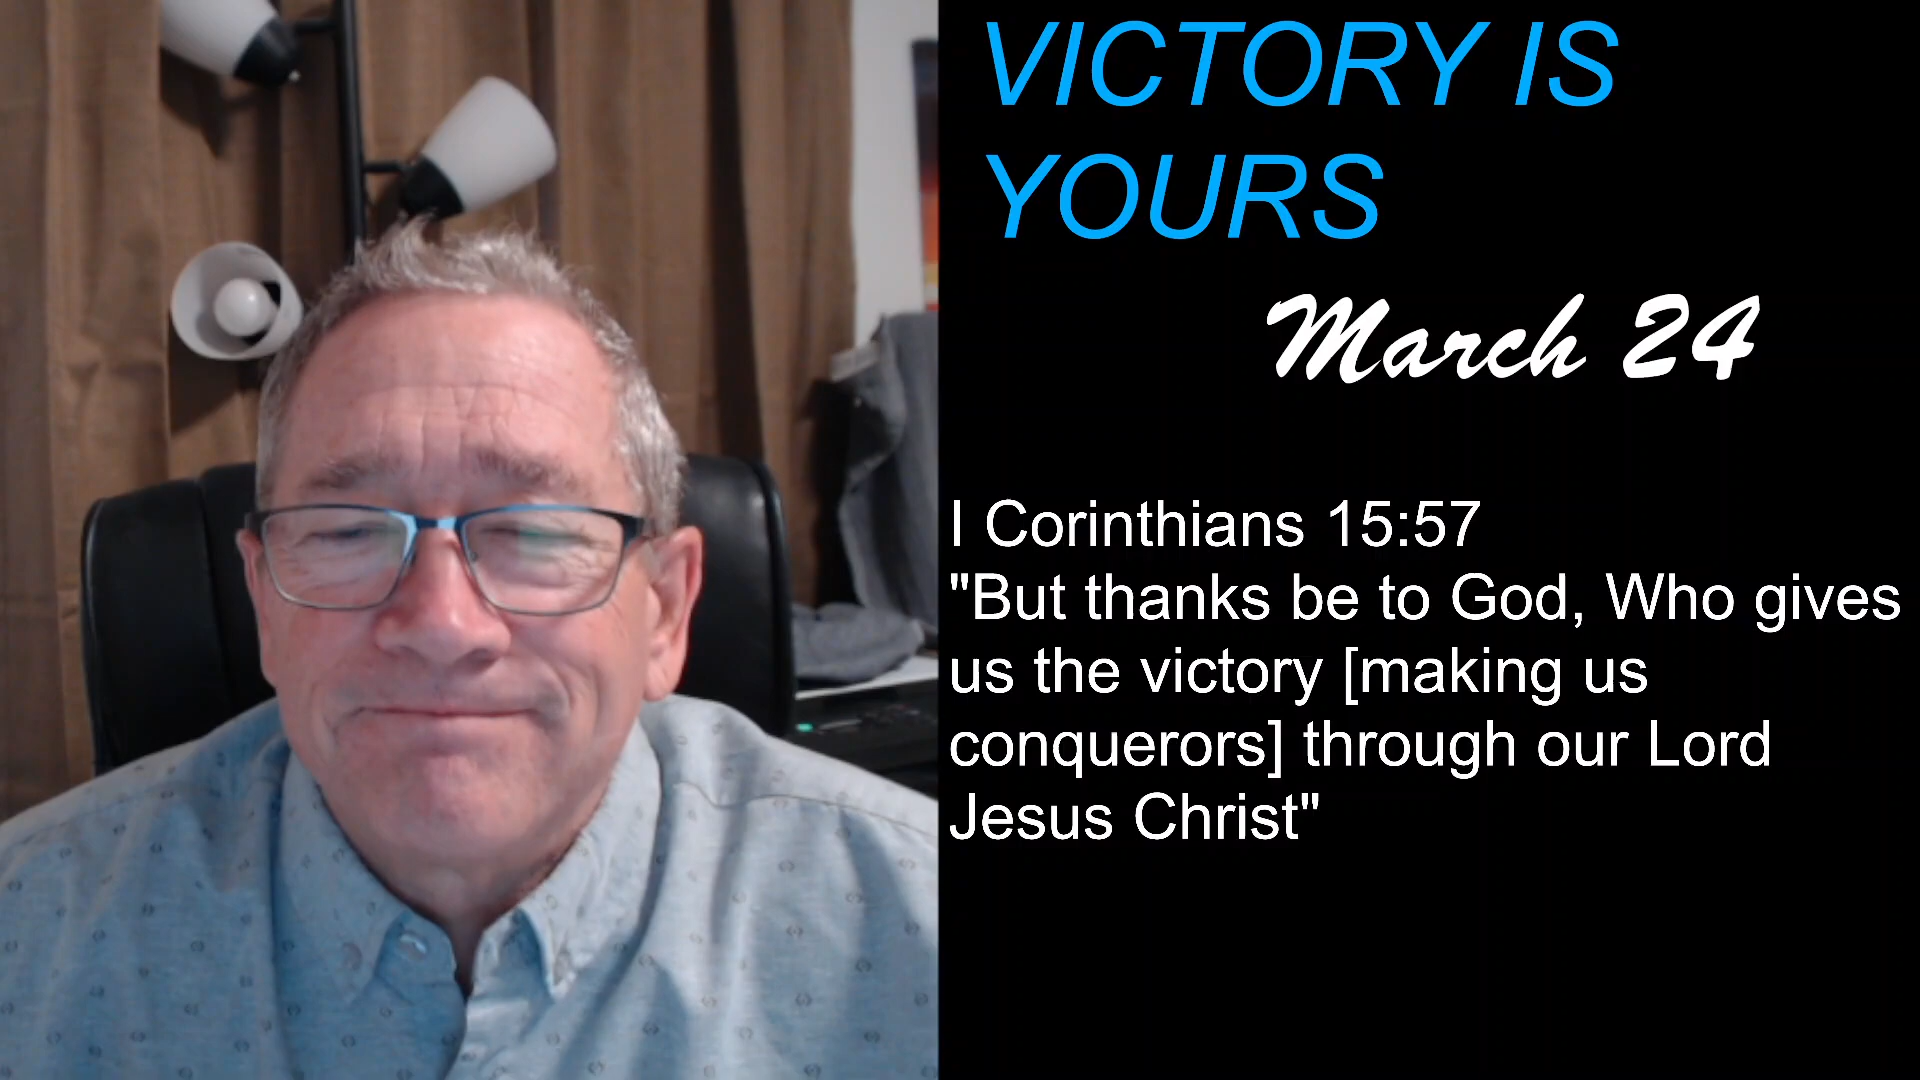 VICTORY IS
YOURS
March 24
I Corinthians 15:57
"But thanks be to God, Who gives
us the victory [making us
conquerors] through our Lord
Jesus Christ"